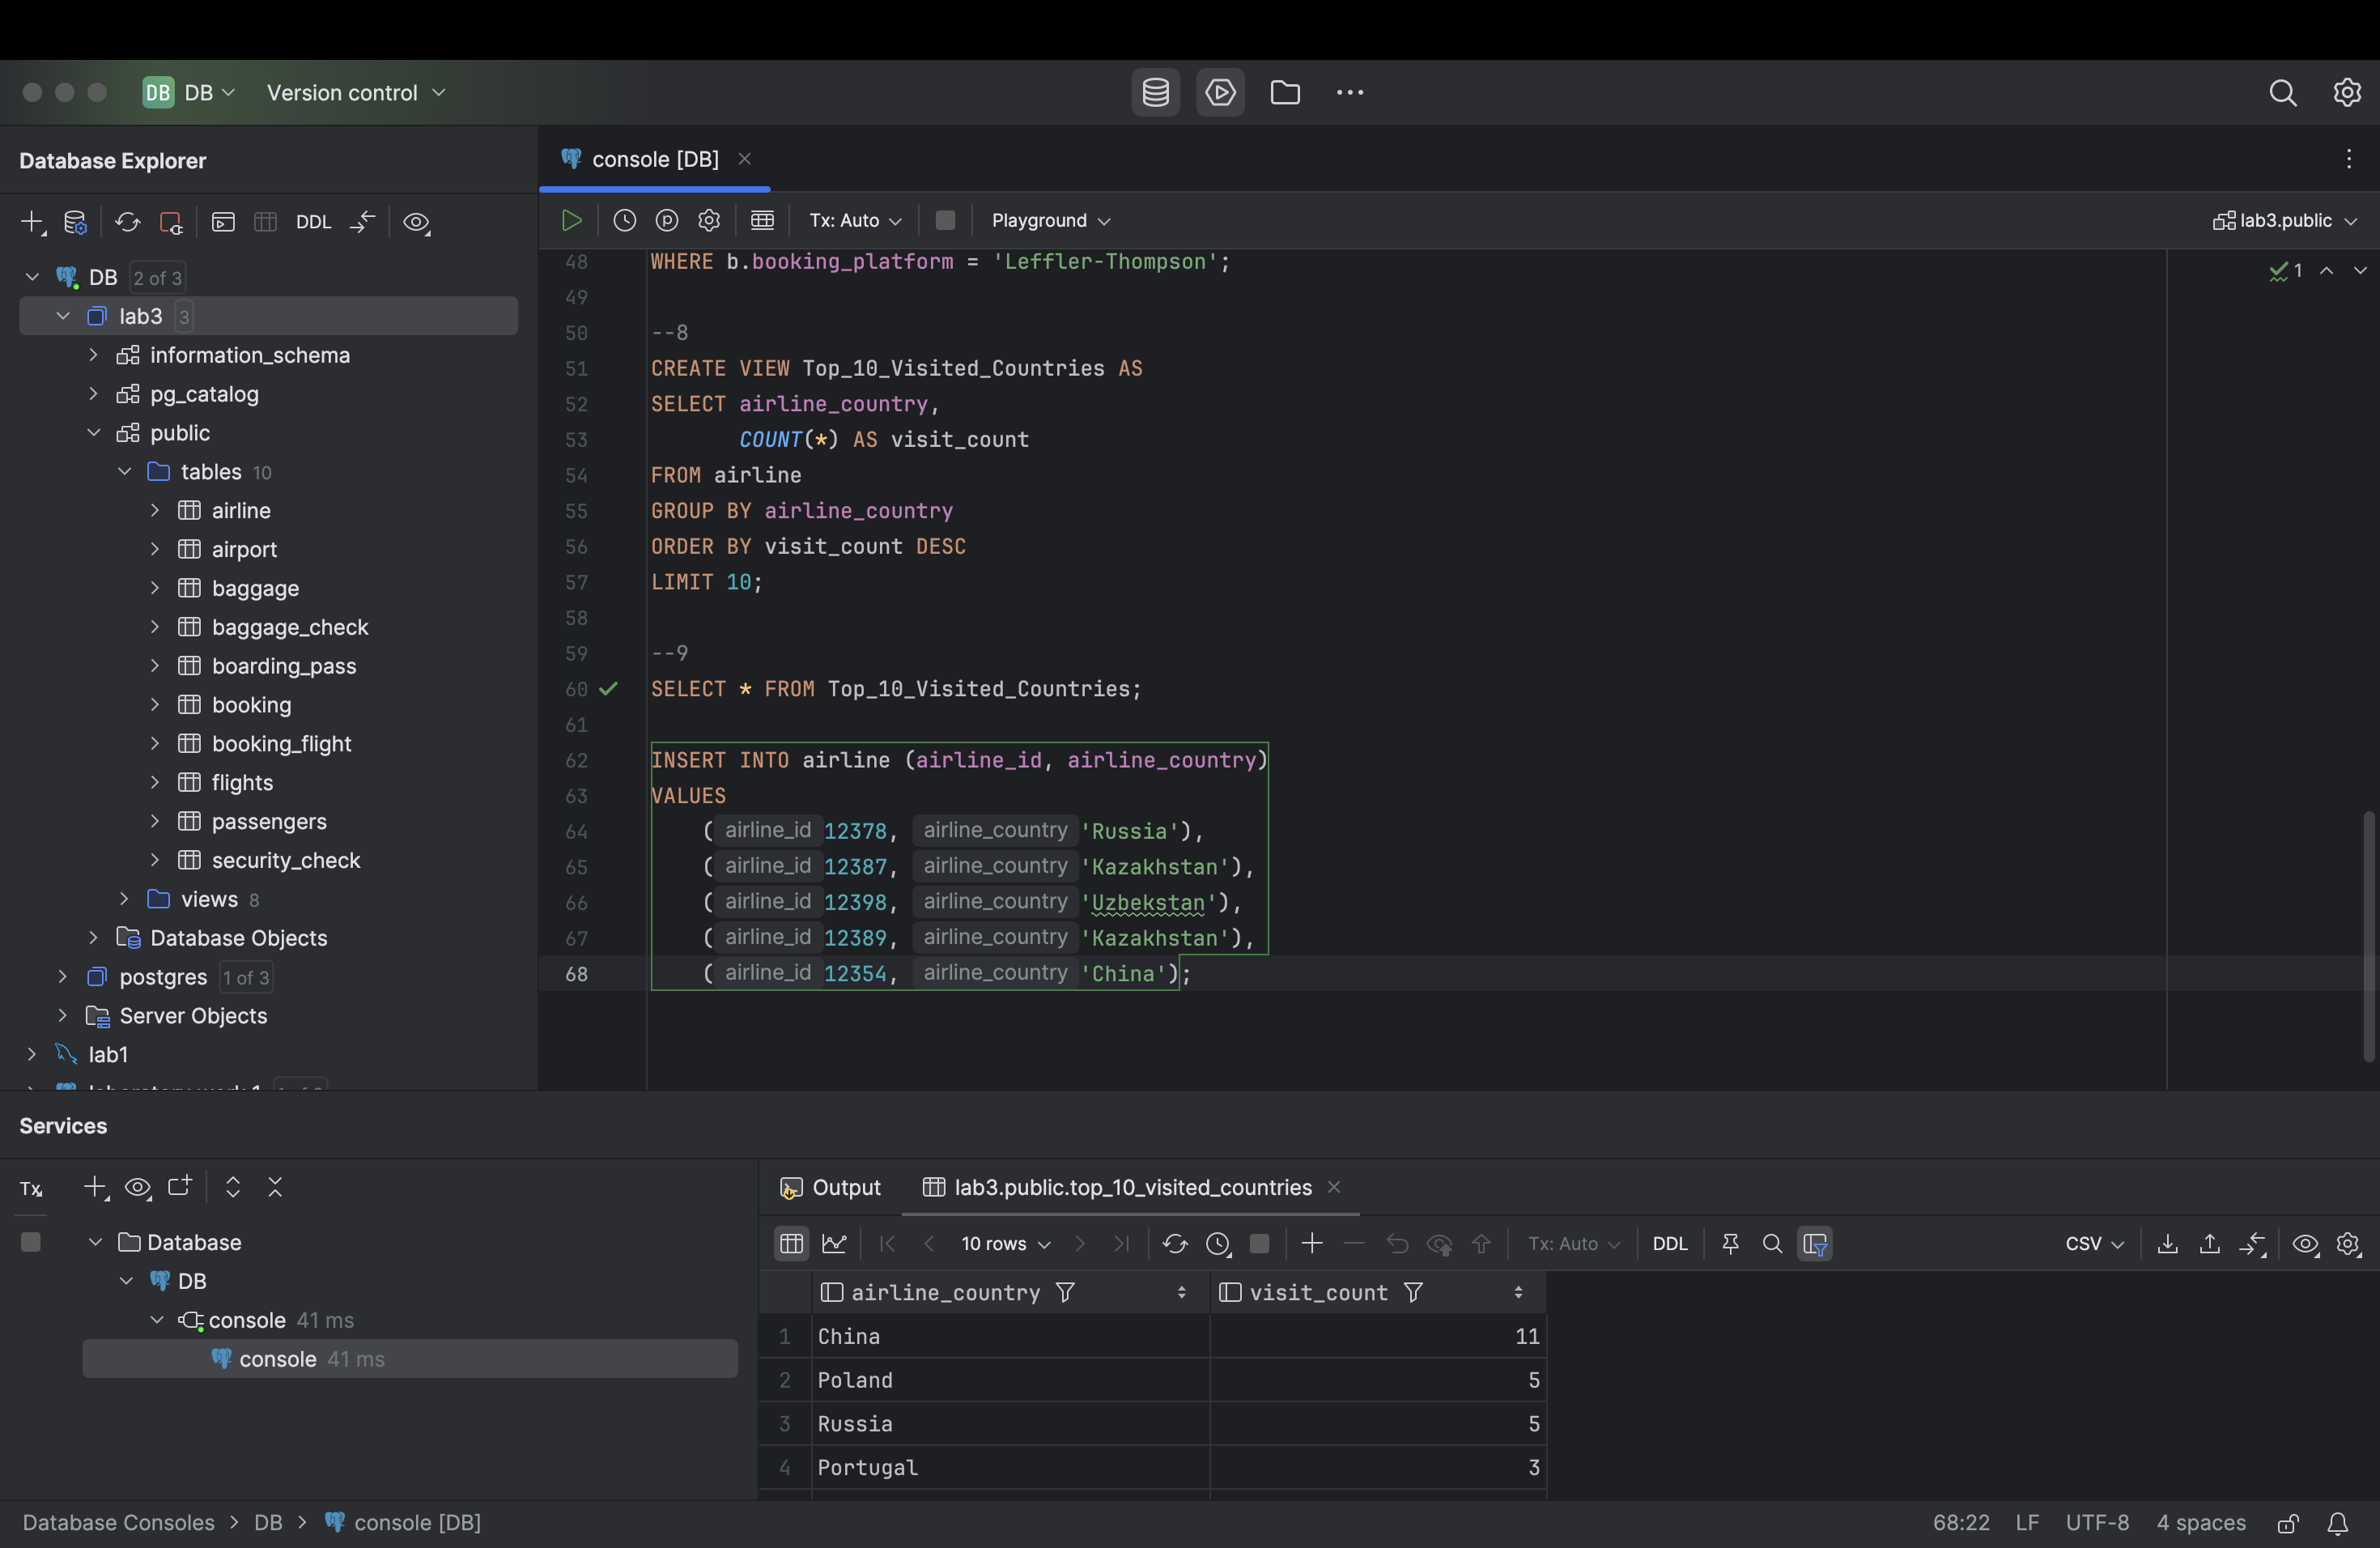 DB DB Version control
Database Explorer
console [DB]
DDL
Tx: Auto Playground lab3.public
DB 2 of 3
lab3 3
information_schema
pg_catalog
public
tables 10
airline
airport
baggage
baggage_check
boarding_pass
booking
booking_flight
flights
passengers
security_check
views 8
Database Objects
postgres 1 of 3
Server Objects
lab1
1
48 WHERE b.booking_platform = 'Leffler-Thompson';
49
50 --8
51 CREATE VIEW Top_10_Visited_Countries AS
52 SELECT airline_country,
53 COUNT(*) AS visit_count
54 FROM airline
55 GROUP BY airline_country
56 ORDER BY visit_count DESC
57 LIMIT 10;
58
59 --9
60 SELECT * FROM Top_10_Visited_Countries;
61
62 INSERT INTO airline (airline_id, airline_country)
63 VALUES
64 ( airline_id 12378, airline_country 'Russia'),
65 ( airline_id 12387, airline_country 'Kazakhstan'),
66 ( airline_id 12398, airline_country 'Uzbekstan'),
67 ( airline_id 12389, airline_country 'Kazakhstan'),
68 ( airline_id 12354, airline_country 'China');
Services
Tx
Database
DB
console 41 ms
console 41 ms
Output lab3.public.top_10_visited_countries
10 rows Tx: Auto DDL CSV
airline_country visit_count
1 China 11
2 Poland 5
3 Russia 5
4 Portugal 3
Database Consoles > DB > console [DB]
68:22 LF UTF-8 4 spaces